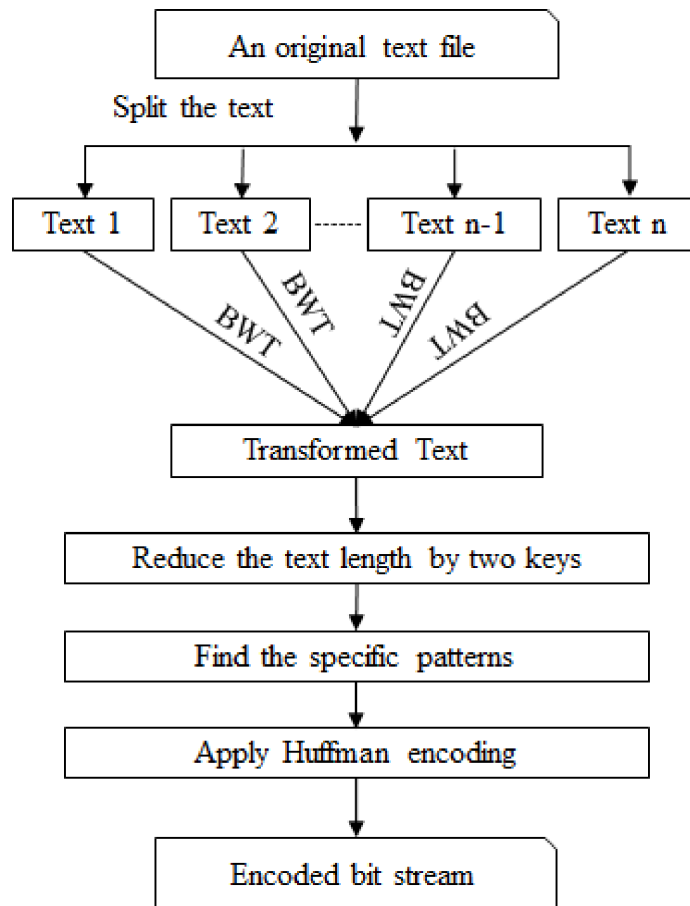 An original text file
Split the text
Text 1
Text 2
Text n-1
Text n
BWT
BWT
BWT
BWT
Transformed Text
Reduce the text length by two keys
Find the specific patterns
Apply Huffman encoding
Encoded bit stream